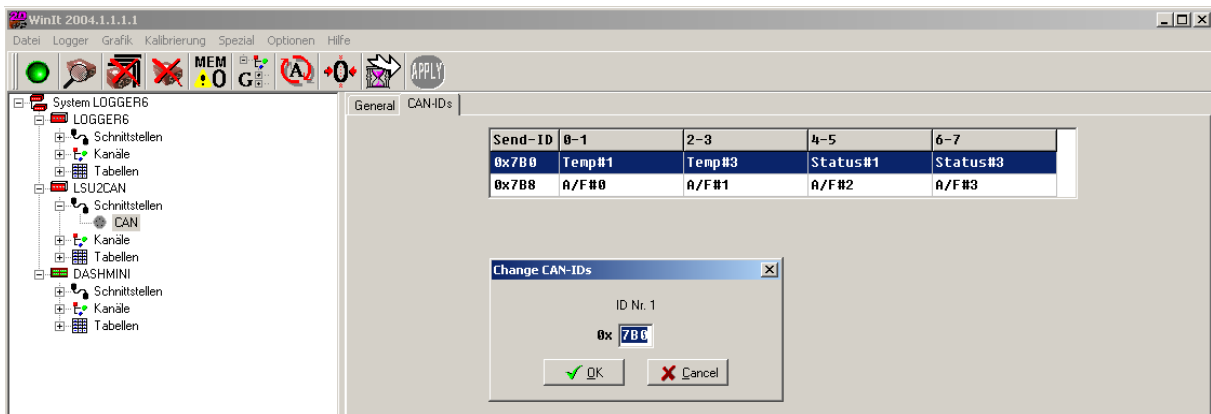 WinIt 2004.1.1.1.1
Datei Logger Grafik Kalibrierung Spezial Optionen Hilfe
MEM 0 G A 0 APPLY
System LOGGER6
LOGGER6
Schnittstellen
Kanäle
Tabellen
LSU2CAN
Schnittstellen
CAN
Kanäle
Tabellen
DASHMINI
Schnittstellen
Kanäle
Tabellen
General CAN-IDs
Send-ID 0-1 2-3 4-5 6-7
0x7B0 Temp#1 Temp#3 Status#1 Status#3
0x7B8 A/F#0 A/F#1 A/F#2 A/F#3
Change CAN-IDs
ID Nr. 1
0x 7B0
OK Cancel